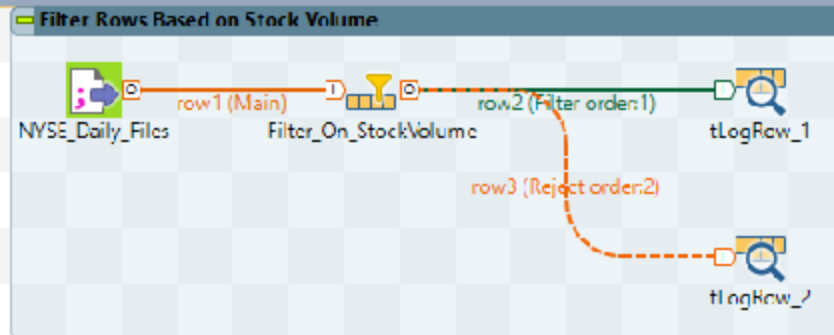 Filter Rows Based on Stock Volume
row1 (Main)
row2 (Filter order:1)
NYSE_Daily_Files
Filter_On_StockVolume
tLogRow_1
row3 (Reject order:2)
tLogRow_2